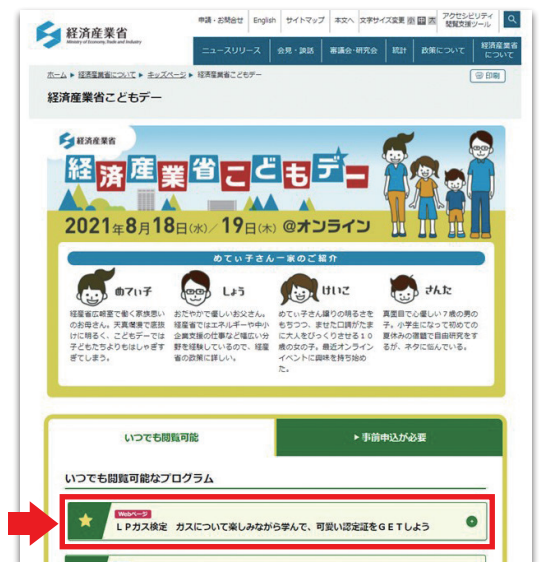 経済産業省
Ministry of Economy, Trade and Industry
申請・お問合せ English サイトマップ 本文へ 文字サイズ変更 小 中 大 アクセシビリティ
閲覧支援ツール
ニュースリリース 会見・談話 審議会・研究会 統計 政策について 経済産業省
について
ホーム ▶ 経済産業省について ▶ キッズページ ▶ 経済産業省こどもデー
印刷
経済産業省こどもデー
経済産業省
経済産業省こどもデー
2021年8月18日(水)／19日(木) @オンライン
めてぃ子さん一家のご紹介
めてぃ子
経産省広報室で働く家族思い
のお母さん。天真爛漫で底抜
けに明るく、こどもデーでは
子どもたちよりもはしゃぎす
ぎてしまう。
しょう
おだやかで優しいお父さん。
経産省ではエネルギーや中小
企業支援の仕事など幅広い分
野を経験しているので、経産
省の政策に詳しい。
けいこ
めてぃ子さん譲りの明るさを
もちつつ、ませた口調がたま
に大人をびっくりさせる１０
歳の女の子。最近オンライン
イベントに興味を持ち始め
た。
さんた
真面目で心優しい７歳の男の
子。小学生になって初めての
夏休みの宿題で自由研究をす
るが、ネタに悩んでいる。
いつでも閲覧可能
▶事前申込が必要
いつでも閲覧可能なプログラム
Webページ
ＬＰガス検定 ガスについて楽しみながら学んで、可愛い認定証をＧＥＴしよう